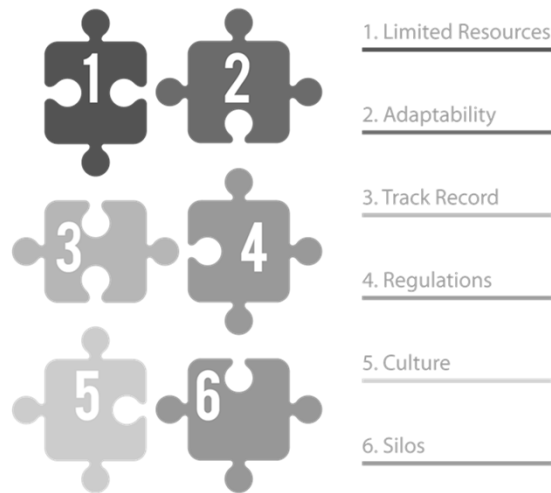 1
2
3
4
5
6
1. Limited Resources
2. Adaptability
3. Track Record
4. Regulations
5. Culture
6. Silos